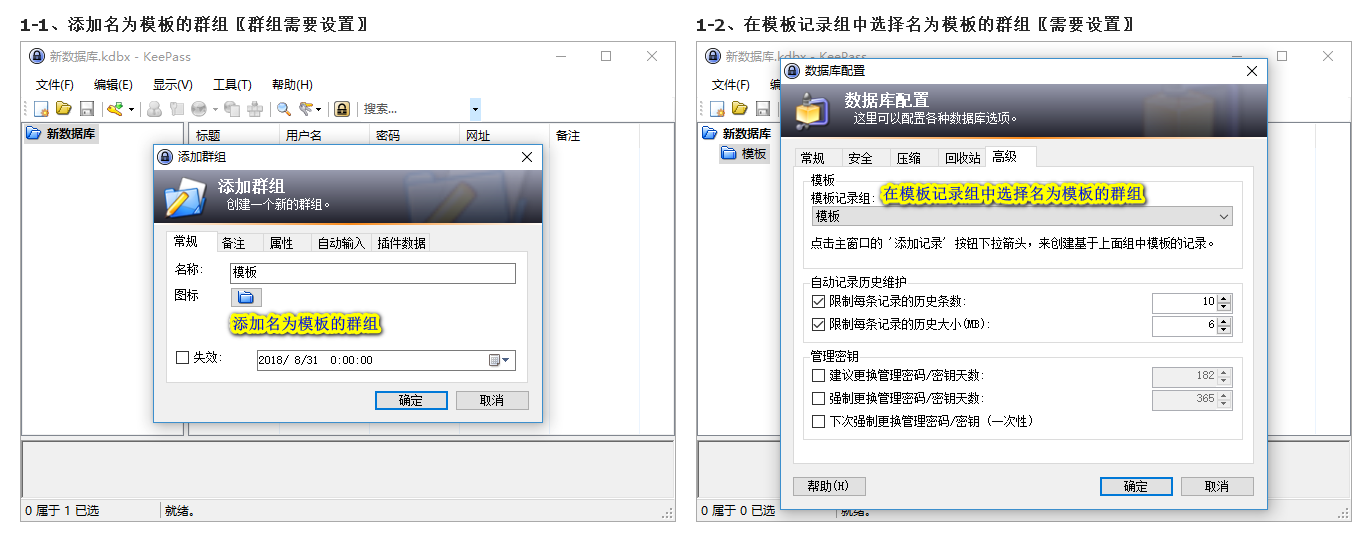 1-1、添加名为模板的群组〖群组需要设置〗
新数据库.kdbx - KeePass
文件(F) 编辑(E) 显示(V) 工具(T) 帮助(H)
搜索...
新数据库
标题 用户名 密码 网址 备注
添加群组
添加群组
创建一个新的群组。
常规 备注 属性 自动输入 插件数据
名称: 模板
图标
添加名为模板的群组
失效: 2018/ 8/31 0:00:00
确定 取消
0 属于 1 已选 就绪。
1-2、在模板记录组中选择名为模板的群组〖需要设置〗
新数据库.kdbx - KeePass
文件(F)
新数据库
模板
数据库配置
数据库配置
这里可以配置各种数据库选项。
常规 安全 压缩 回收站 高级
模板
模板记录组: 在模板记录组中选择名为模板的群组
模板
点击主窗口的 '添加记录' 按钮下拉箭头，来创建基于上面组中模板的记录。
自动记录历史维护
限制每条记录的历史条数: 10
限制每条记录的历史大小(MB): 6
管理密钥
建议更换管理密码/密钥天数: 182
强制更换管理密码/密钥天数: 365
下次强制更换管理密码/密钥 (一次性)
帮助(H) 确定 取消
0 属于 0 已选 就绪。